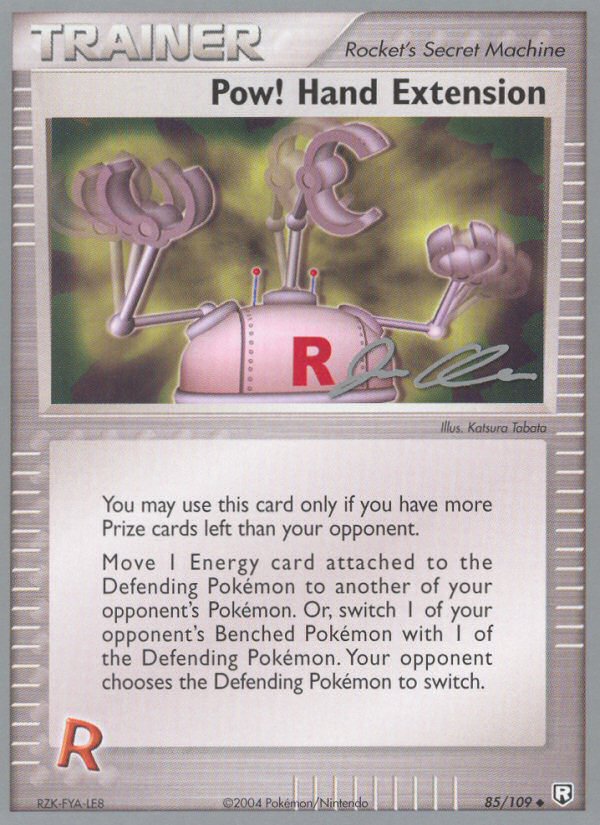 TRAINER
Rocket's Secret Machine
Pow! Hand Extension
R
Illus. Katsura Tabata
You may use this card only if you have more
Prize cards left than your opponent.
Move 1 Energy card attached to the
Defending Pokémon to another of your
opponent's Pokémon. Or, switch 1 of your
opponent's Benched Pokémon with 1 of
the Defending Pokémon. Your opponent
chooses the Defending Pokémon to switch.
R
RZK-FYA-LE8
©2004 Pokémon/Nintendo
85/109
R